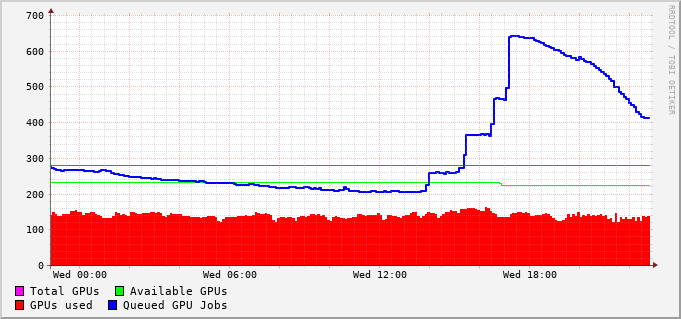 700
600
500
400
300
200
100
0
Wed 00:00 Wed 06:00 Wed 12:00 Wed 18:00
Total GPUs Available GPUs
GPUs used Queued GPU Jobs
RRDTOOL / TOBI OETIKER